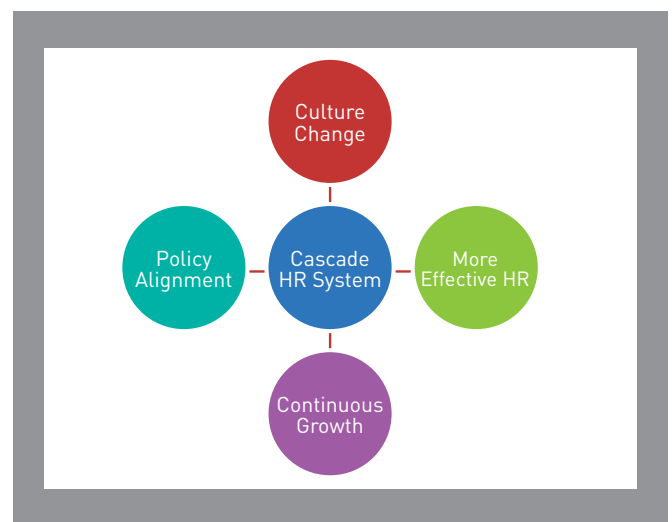 Culture
Change
Policy
Alignment
Cascade
HR System
More
Effective HR
Continuous
Growth